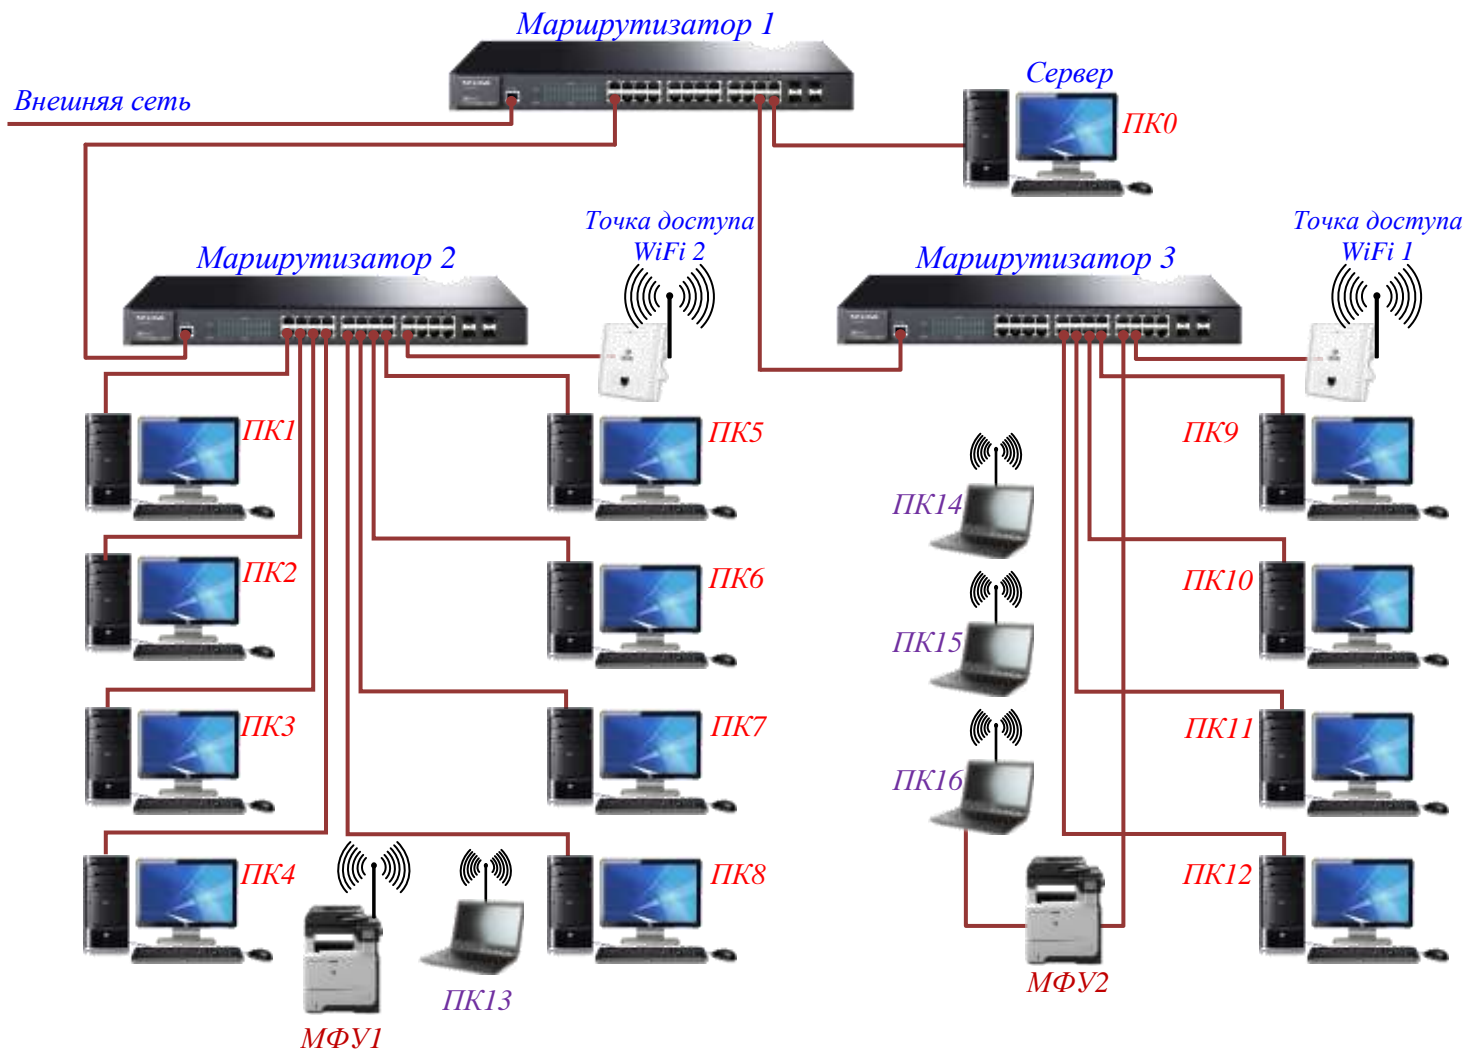 Маршрутизатор 1
Внешняя сеть
Сервер
ПК0
Точка доступа
WiFi 2
Точка доступа
WiFi 1
Маршрутизатор 2
Маршрутизатор 3
ПК1
ПК5
ПК9
ПК14
ПК2
ПК6
ПК10
ПК15
ПК3
ПК7
ПК11
ПК16
ПК4
ПК8
ПК12
ПК13
МФУ2
МФУ1